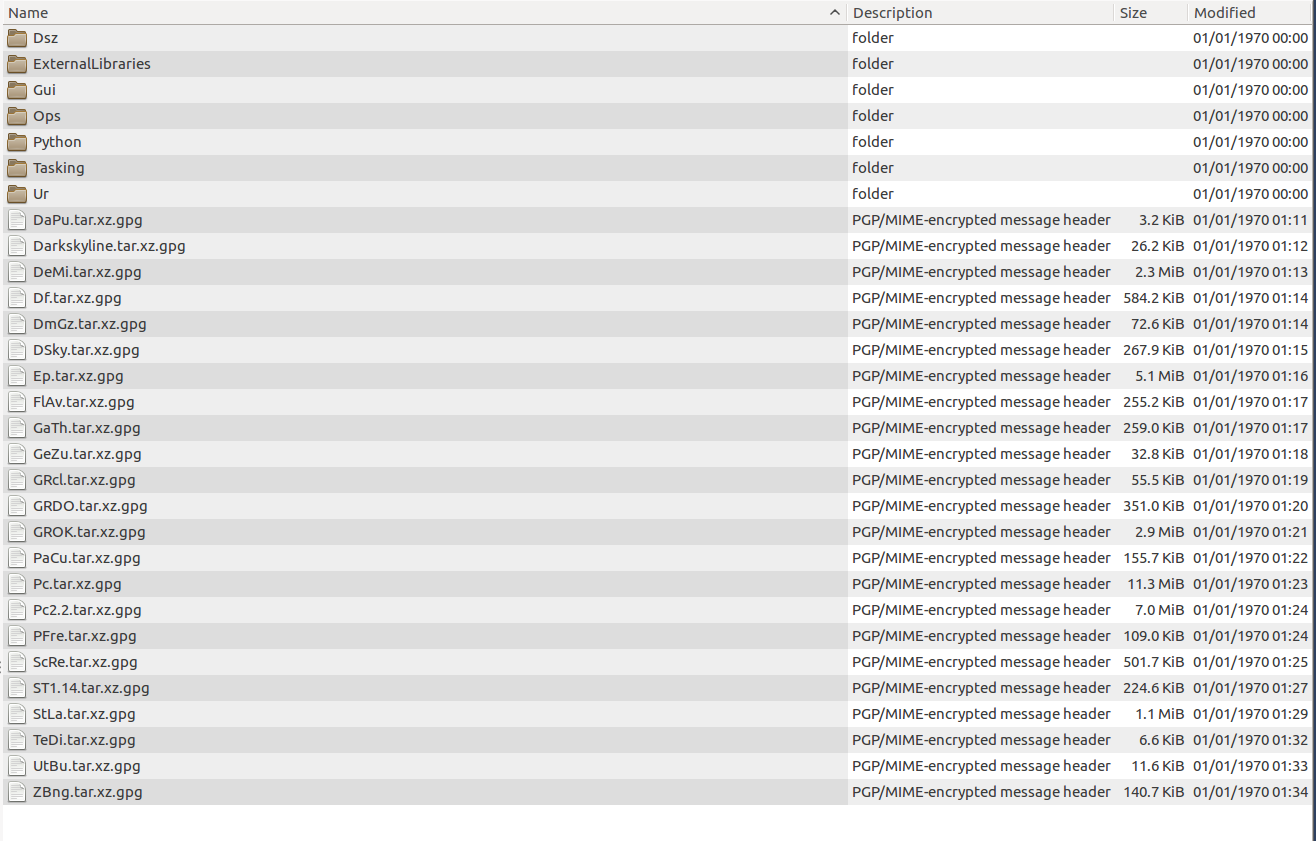 Name Description Size Modified
Dsz folder 01/01/1970 00:00
ExternalLibraries folder 01/01/1970 00:00
Gui folder 01/01/1970 00:00
Ops folder 01/01/1970 00:00
Python folder 01/01/1970 00:00
Tasking folder 01/01/1970 00:00
Ur folder 01/01/1970 00:00
DaPu.tar.xz.gpg PGP/MIME-encrypted message header 3.2 KiB 01/01/1970 01:11
Darkskyline.tar.xz.gpg PGP/MIME-encrypted message header 26.2 KiB 01/01/1970 01:12
DeMi.tar.xz.gpg PGP/MIME-encrypted message header 2.3 MiB 01/01/1970 01:13
Df.tar.xz.gpg PGP/MIME-encrypted message header 584.2 KiB 01/01/1970 01:14
DmGz.tar.xz.gpg PGP/MIME-encrypted message header 72.6 KiB 01/01/1970 01:14
DSky.tar.xz.gpg PGP/MIME-encrypted message header 267.9 KiB 01/01/1970 01:15
Ep.tar.xz.gpg PGP/MIME-encrypted message header 5.1 MiB 01/01/1970 01:16
FlAv.tar.xz.gpg PGP/MIME-encrypted message header 255.2 KiB 01/01/1970 01:17
GaTh.tar.xz.gpg PGP/MIME-encrypted message header 259.0 KiB 01/01/1970 01:17
GeZu.tar.xz.gpg PGP/MIME-encrypted message header 32.8 KiB 01/01/1970 01:18
GRcl.tar.xz.gpg PGP/MIME-encrypted message header 55.5 KiB 01/01/1970 01:19
GRDO.tar.xz.gpg PGP/MIME-encrypted message header 351.0 KiB 01/01/1970 01:20
GROK.tar.xz.gpg PGP/MIME-encrypted message header 2.9 MiB 01/01/1970 01:21
PaCu.tar.xz.gpg PGP/MIME-encrypted message header 155.7 KiB 01/01/1970 01:22
Pc.tar.xz.gpg PGP/MIME-encrypted message header 11.3 MiB 01/01/1970 01:23
Pc2.2.tar.xz.gpg PGP/MIME-encrypted message header 7.0 MiB 01/01/1970 01:24
PFre.tar.xz.gpg PGP/MIME-encrypted message header 109.0 KiB 01/01/1970 01:24
ScRe.tar.xz.gpg PGP/MIME-encrypted message header 501.7 KiB 01/01/1970 01:25
ST1.14.tar.xz.gpg PGP/MIME-encrypted message header 224.6 KiB 01/01/1970 01:27
StLa.tar.xz.gpg PGP/MIME-encrypted message header 1.1 MiB 01/01/1970 01:29
TeDi.tar.xz.gpg PGP/MIME-encrypted message header 6.6 KiB 01/01/1970 01:32
UtBu.tar.xz.gpg PGP/MIME-encrypted message header 11.6 KiB 01/01/1970 01:33
ZBng.tar.xz.gpg PGP/MIME-encrypted message header 140.7 KiB 01/01/1970 01:34